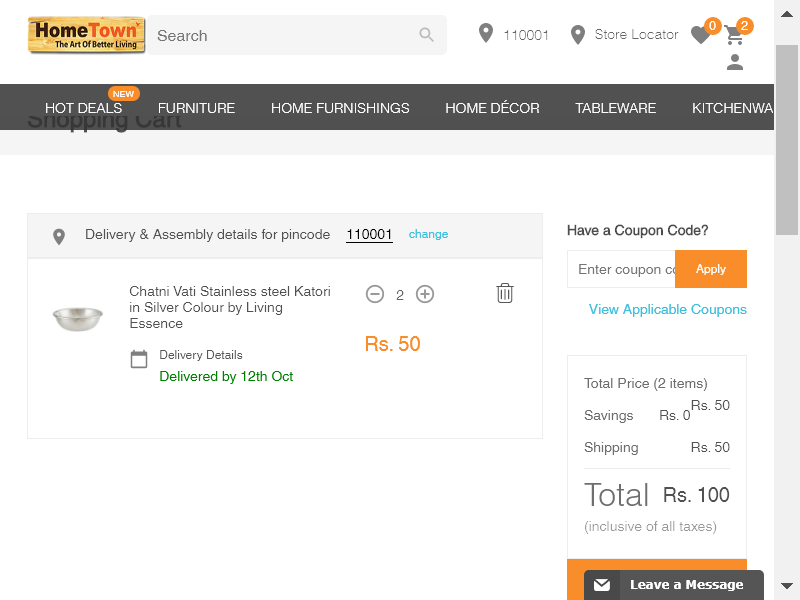 HomeTown
The Art Of Better Living
Search
110001
Store Locator
0
2
NEW
HOT DEALS
FURNITURE
HOME FURNISHINGS
HOME DÉCOR
TABLEWARE
KITCHENWA
Shopping Cart
Delivery & Assembly details for pincode 110001 change
Chatni Vati Stainless steel Katori
in Silver Colour by Living
Essence
2
Rs. 50
Delivery Details
Delivered by 12th Oct
Have a Coupon Code?
Enter coupon co
Apply
View Applicable Coupons
Total Price (2 items)
Rs. 50
Savings Rs. 0
Shipping Rs. 50
Total Rs. 100
(inclusive of all taxes)
Leave a Message